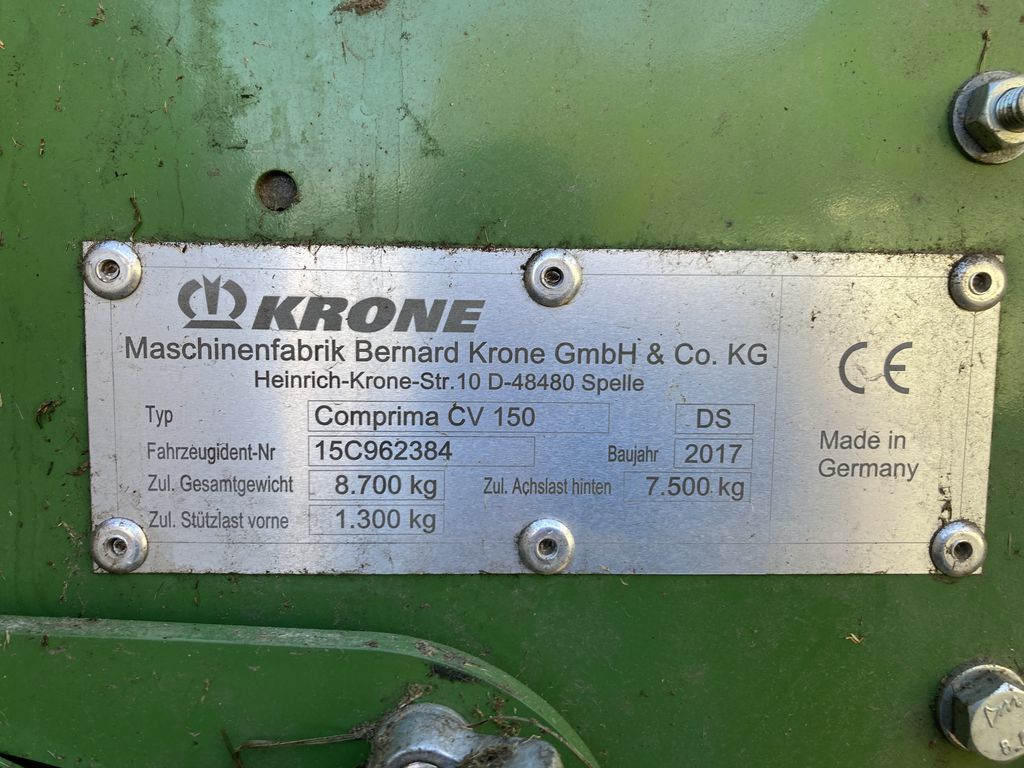 KRONE
Maschinenfabrik Bernard Krone GmbH & Co. KG
Heinrich-Krone-Str.10 D-48480 Spelle
CE
Made in
Germany
Typ Comprima CV 150 DS
Fahrzeugident-Nr 15C962384 Baujahr 2017
Zul. Gesamtgewicht 8.700 kg Zul. Achslast hinten 7.500 kg
Zul. Stützlast vorne 1.300 kg